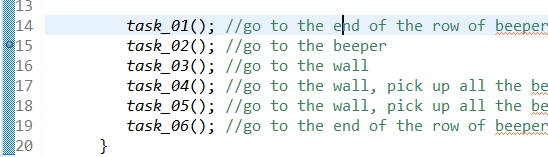 13
14 task_01(); //go to the end of the row of beeper
15 task_02(); //go to the beeper
16 task_03(); //go to the wall
17 task_04(); //go to the wall, pick up all the be
18 task_05(); //go to the wall, pick up all the be
19 task_06(); //go to the end of the row of beeper
20 }